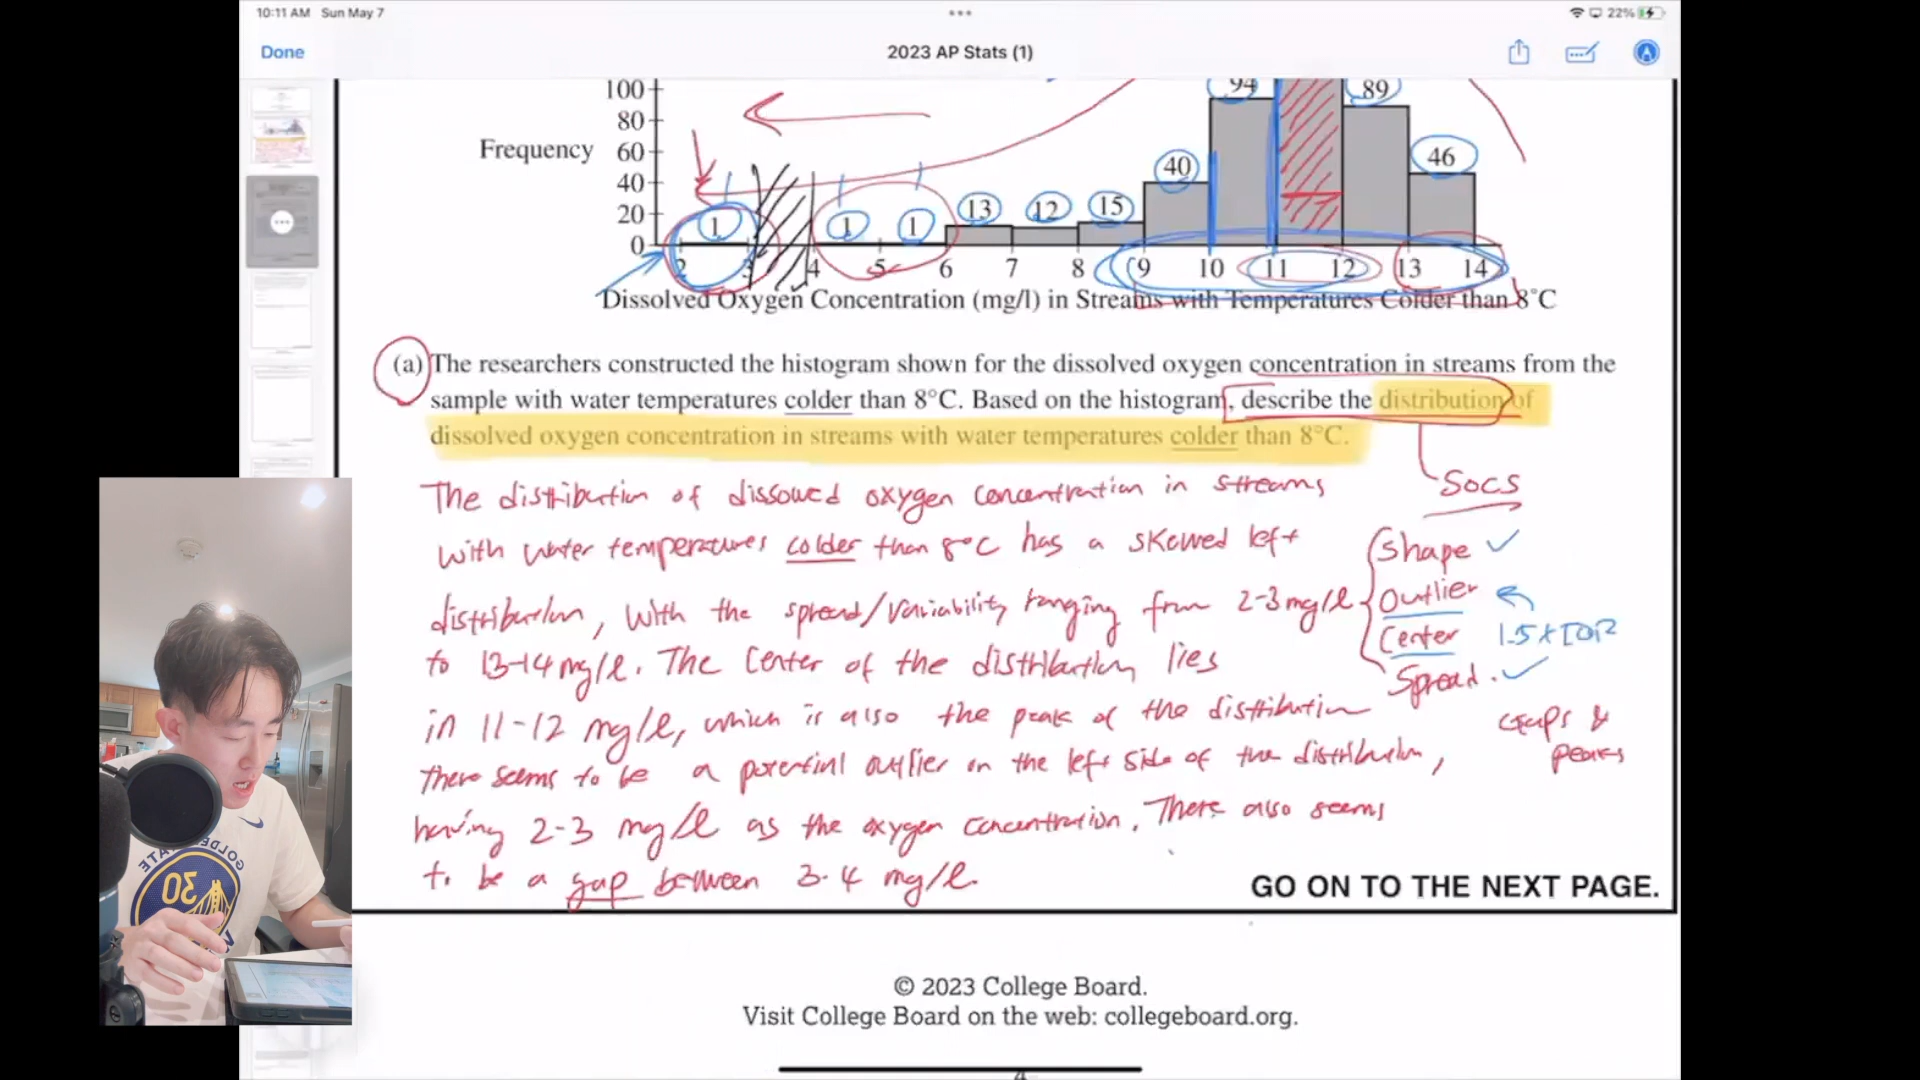 10:11 AM Sun May 7
22%
Done
2023 AP Stats (1)
100
80
60
40
20
0
Frequency
1
1
1
13
12
15
40
94
89
46
2 3 4 5 6 7 8 9 10 11 12 13 14
Dissolved Oxygen Concentration (mg/l) in Streams with Temperatures Colder than 8°C
(a) The researchers constructed the histogram shown for the dissolved oxygen concentration in streams from the
sample with water temperatures colder than 8°C. Based on the histogram, describe the distribution of
dissolved oxygen concentration in streams with water temperatures colder than 8°C.
The distribution of dissolved oxygen concentration in streams
with water temperatures colder than 8°C has a skewed left
distribution, with the spread/variability ranging from 2-3 mg/l
to 13-14 mg/l. The center of the distribution lies
in 11-12 mg/l, which is also the peak of the distribution
there seems to be a potential outlier on the left side of the distribution,
having 2-3 mg/l as the oxygen concentration. There also seems
to be a gap between 3-4 mg/l.
SOCS
Shape
Outlier
Center
Spread.
1.5 x IQR
Gaps &
peaks
GO ON TO THE NEXT PAGE.
© 2023 College Board.
Visit College Board on the web: collegeboard.org.
GOLDEN STATE
30